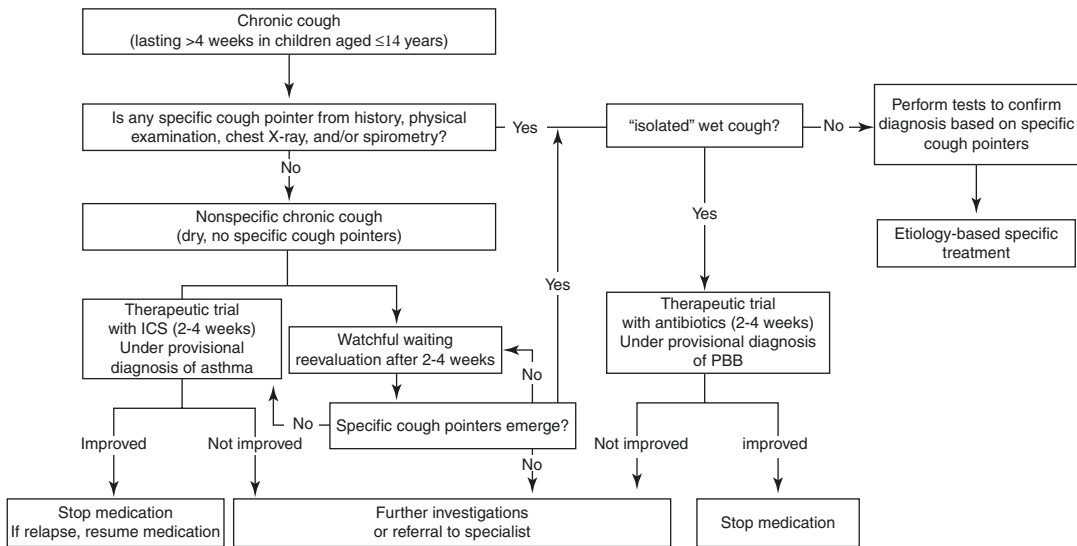 Chronic cough
(lasting >4 weeks in children aged ≤14 years)
Is any specific cough pointer from history, physical
examination, chest X-ray, and/or spirometry?
Yes
"isolated" wet cough?
No
Perform tests to confirm
diagnosis based on specific
cough pointers
No
Nonspecific chronic cough
(dry, no specific cough pointers)
Yes
Etiology-based specific
treatment
Yes
Therapeutic trial
with ICS (2-4 weeks)
Under provisional
diagnosis of asthma
Watchful waiting
reevaluation after 2-4 weeks
Therapeutic trial
with antibiotics (2-4 weeks)
Under provisional diagnosis
of PBB
No
No
Specific cough pointers emerge?
Improved
Not improved
No
Not improved
improved
Stop medication
If relapse, resume medication
Further investigations
or referral to specialist
Stop medication